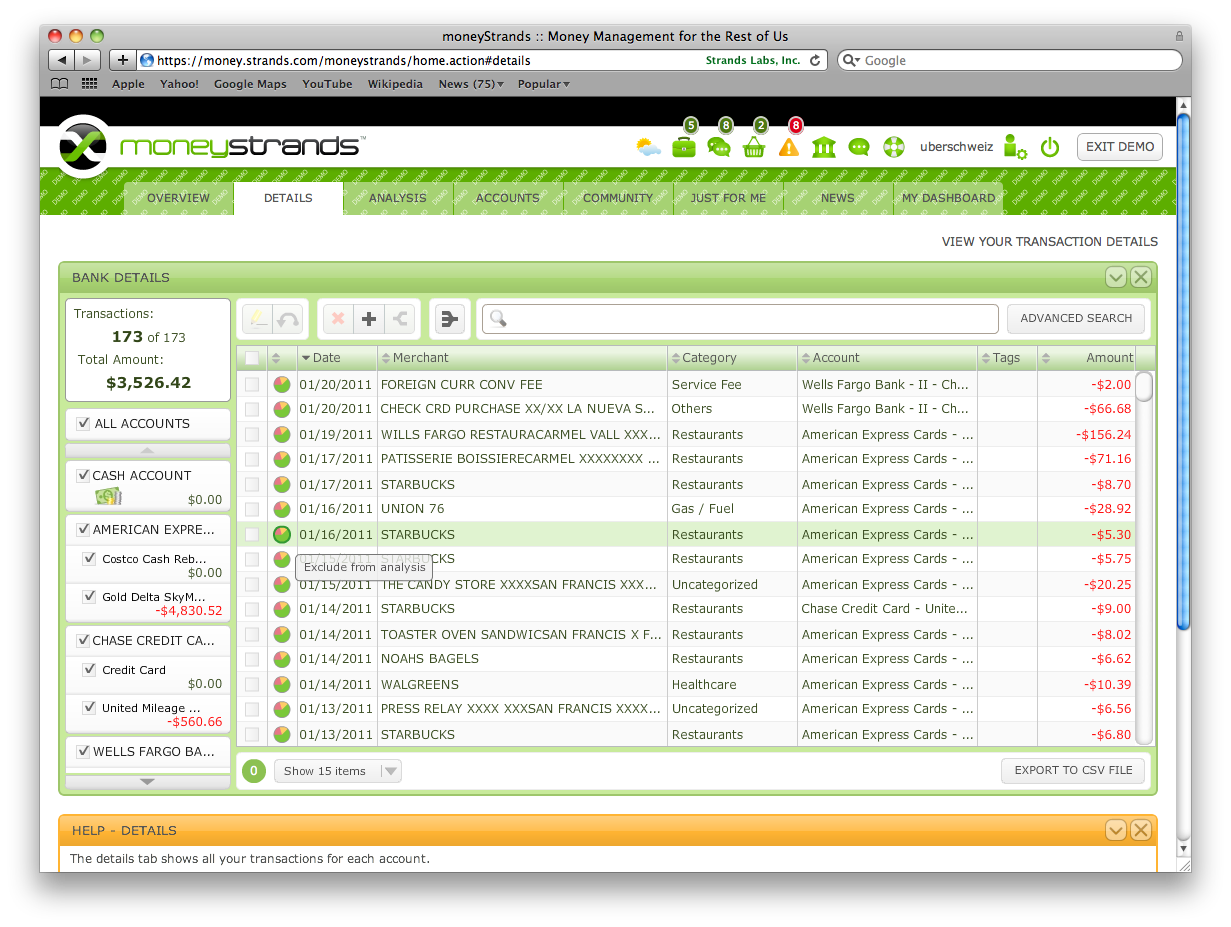 moneyStrands :: Money Management for the Rest of Us
https://money.strands.com/moneystrands/home.action#details Strands Labs, Inc. Google
Apple Yahoo! Google Maps YouTube Wikipedia News (75) Popular
5 8 2 8
moneystrands™ uberschweiz EXIT DEMO
OVERVIEW DETAILS ANALYSIS ACCOUNTS COMMUNITY JUST FOR ME NEWS MY DASHBOARD
VIEW YOUR TRANSACTION DETAILS
BANK DETAILS
Transactions:
173 of 173
Total Amount:
$3,526.42
ALL ACCOUNTS
CASH ACCOUNT
$0.00
AMERICAN EXPRE...
Costco Cash Reb...
$0.00
Gold Delta SkyM...
-$4,830.52
CHASE CREDIT CA...
Credit Card
$0.00
United Mileage ...
-$560.66
WELLS FARGO BA...
ADVANCED SEARCH
Date Merchant Category Account Tags Amount
01/20/2011 FOREIGN CURR CONV FEE Service Fee Wells Fargo Bank - II - Ch... -$2.00
01/20/2011 CHECK CRD PURCHASE XX/XX LA NUEVA S... Others Wells Fargo Bank - II - Ch... -$66.68
01/19/2011 WILLS FARGO RESTAURACARMEL VALL XXX... Restaurants American Express Cards - ... -$156.24
01/17/2011 PATISSERIE BOISSIERECARMEL XXXXXXXX ... Restaurants American Express Cards - ... -$71.16
01/17/2011 STARBUCKS Restaurants American Express Cards - ... -$8.70
01/16/2011 UNION 76 Gas / Fuel American Express Cards - ... -$28.92
01/16/2011 STARBUCKS Restaurants American Express Cards - ... -$5.30
01/15/2011 STARBUCKS Restaurants American Express Cards - ... -$5.75
Exclude from analysis
01/15/2011 THE CANDY STORE XXXXSAN FRANCIS XXX... Uncategorized American Express Cards - ... -$20.25
01/14/2011 STARBUCKS Restaurants Chase Credit Card - Unite... -$9.00
01/14/2011 TOASTER OVEN SANDWICSAN FRANCIS X F... Restaurants American Express Cards - ... -$8.02
01/14/2011 NOAHS BAGELS Restaurants American Express Cards - ... -$6.62
01/14/2011 WALGREENS Healthcare American Express Cards - ... -$10.39
01/13/2011 PRESS RELAY XXXX XXXSAN FRANCIS XXXX... Uncategorized American Express Cards - ... -$6.56
01/13/2011 STARBUCKS Restaurants American Express Cards - ... -$6.80
0 Show 15 items EXPORT TO CSV FILE
HELP - DETAILS
The details tab shows all your transactions for each account.